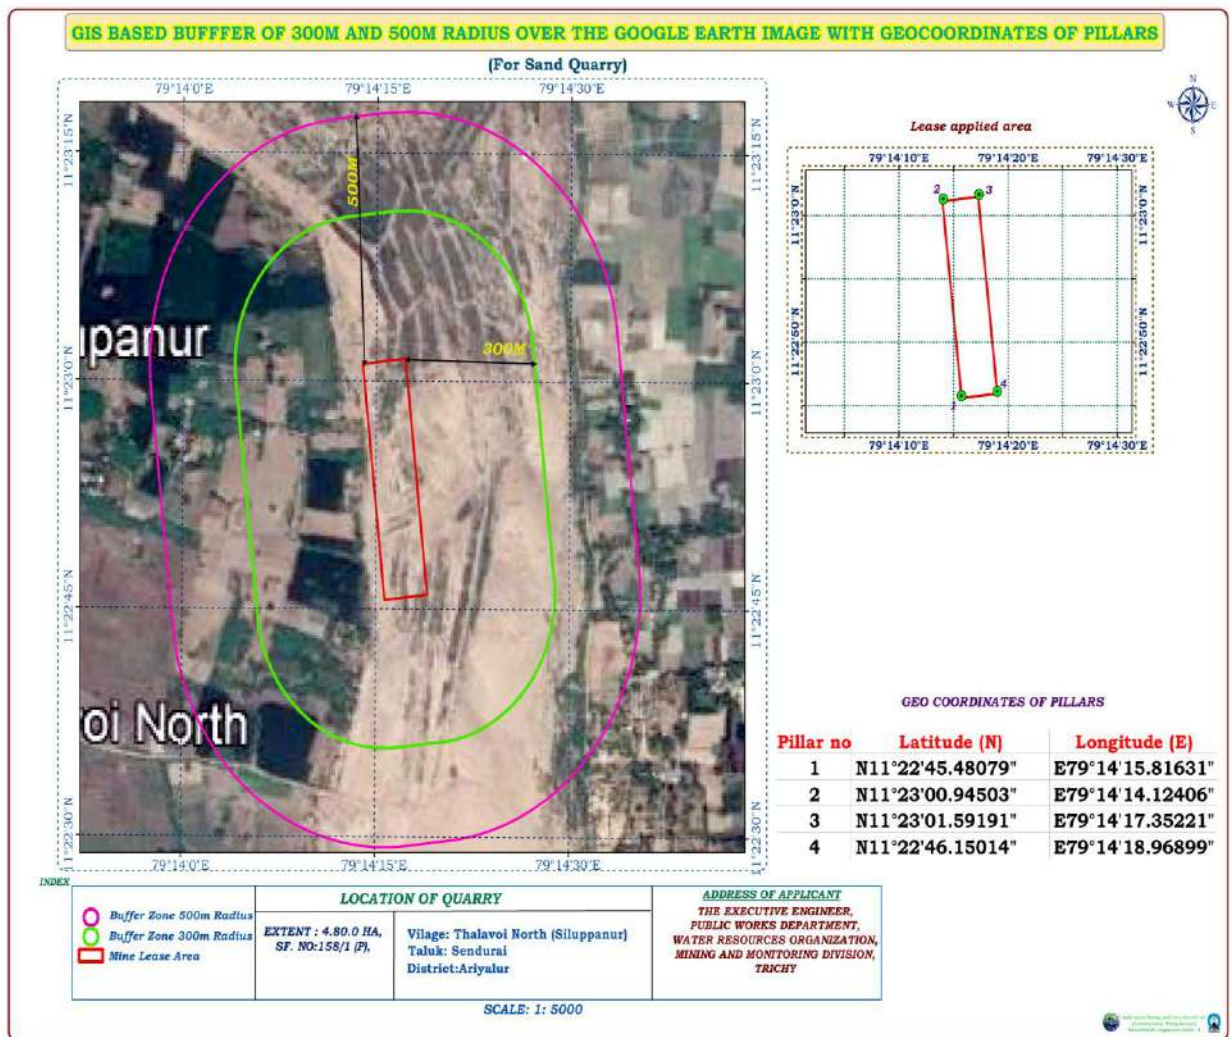 GIS BASED BUFFFER OF 300M AND 500M RADIUS OVER THE GOOGLE EARTH IMAGE WITH GEOCOORDINATES OF PILLARS
(For Sand Quarry)
79°14'0"E 79°14'15"E 79°14'30"E
11°23'15"N 11°23'15"N
500M
ipanur
300M
11°23'0"N 11°23'0"N
11°22'45"N 11°22'45"N
oi North
11°22'30"N 11°22'30"N
79°14'0"E 79°14'15"E 79°14'30"E
N
W E
S
Lease applied area
79°14'10"E 79°14'20"E 79°14'30"E
2 3
11°23'0"N 11°23'0"N
11°22'50"N 11°22'50"N
1 4
79°14'10"E 79°14'20"E 79°14'30"E
GEO COORDINATES OF PILLARS
Pillar no Latitude (N) Longitude (E)
1 N11°22'45.48079" E79°14'15.81631"
2 N11°23'00.94503" E79°14'14.12406"
3 N11°23'01.59191" E79°14'17.35221"
4 N11°22'46.15014" E79°14'18.96899"
INDEX
Buffer Zone 500m Radius
Buffer Zone 300m Radius
Mine Lease Area
LOCATION OF QUARRY
EXTENT : 4.80.0 HA,
SF. NO:158/1 (P),
Vilage: Thalavoi North (Siluppanur)
Taluk: Sendurai
District:Ariyalur
ADDRESS OF APPLICANT
THE EXECUTIVE ENGINEER,
PUBLIC WORKS DEPARTMENT,
WATER RESOURCES ORGANIZATION,
MINING AND MONITORING DIVISION,
TRICHY
SCALE: 1: 5000